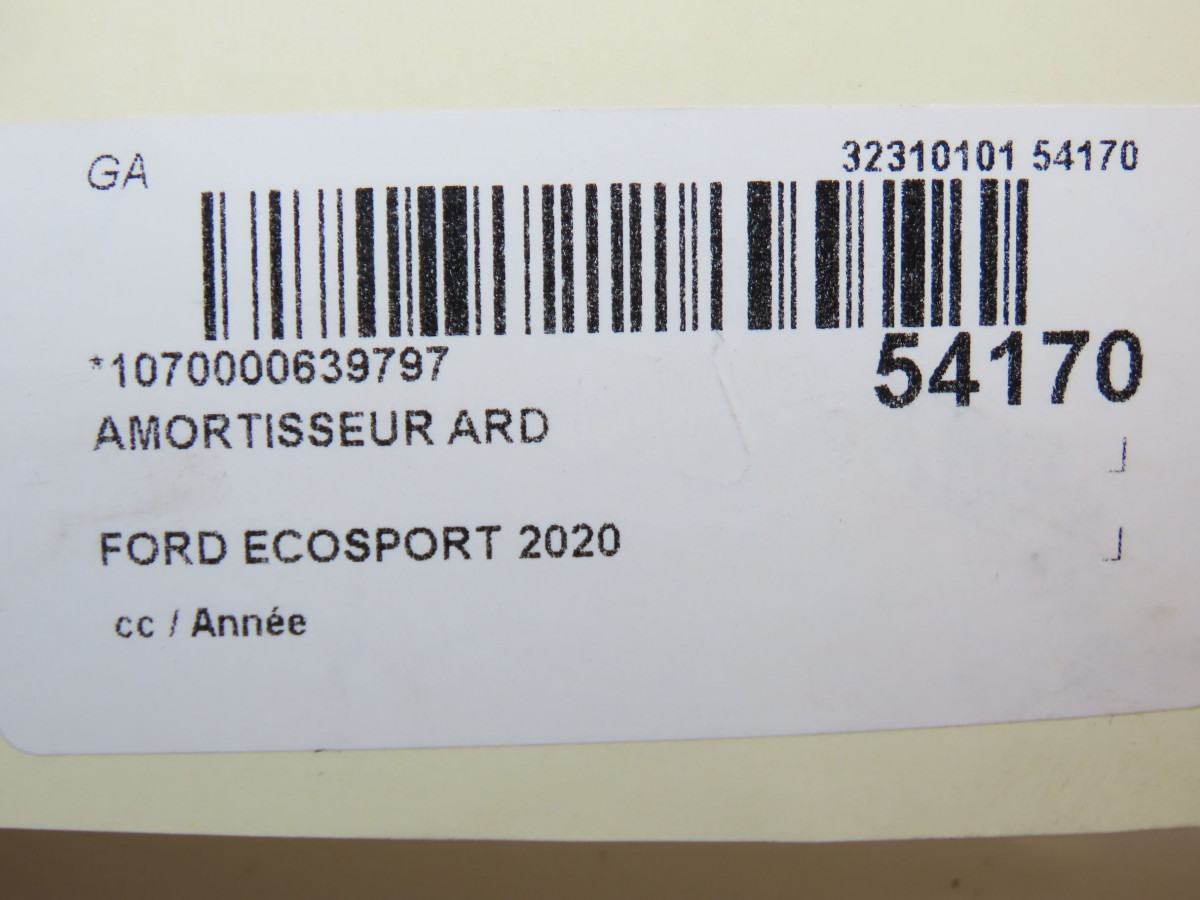 GA
32310101 54170
*1070000639797
54170
AMORTISSEUR ARD
FORD ECOSPORT 2020
cc / Année